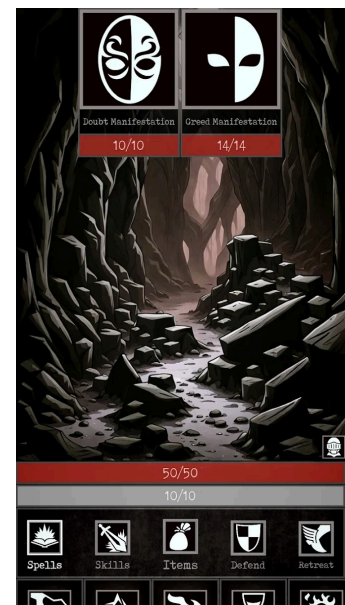 Doubt Manifestation Greed Manifestation
10/10 14/14
50/50
10/10
Spells Skills Items Defend Retreat